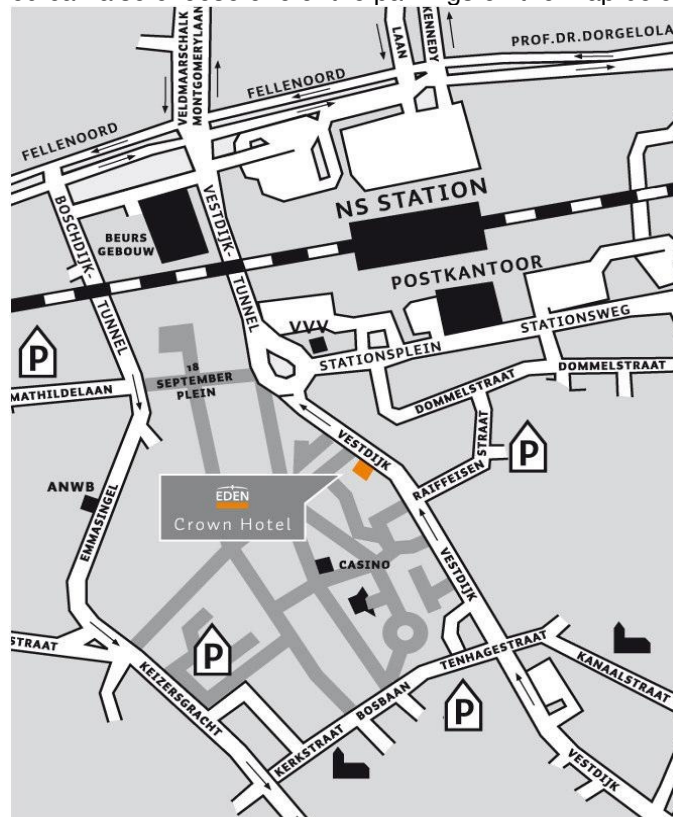 VELDMAARSCHALK
MONTGOMERYLAAN
LAAN
KENNEDY
PROF.DR.DORGELOLA
FELLENOORD
FELLENOORD
BOSCHDIJK-
TUNNEL
VESTDIJK-
TUNNEL
BEURS
GEBOUW
NS STATION
POSTKANTOOR
VVV
STATIONSPLEIN
STATIONSWEG
P
18
SEPTEMBER
PLEIN
MATHILDELAAN
DOMMELSTRAAT
DOMMELSTRAAT
VESTDIJK
RAIFFEISEN
STRAAT
P
ANWB
EMMASINGEL
EDEN
Crown Hotel
CASINO
VESTDIJK
STRAAT
P
KEIZERSGRACHT
TENHAGESTRAAT
KANAALSTRAAT
BOSBAAN
KERKSTRAAT
P
VESTDIJK